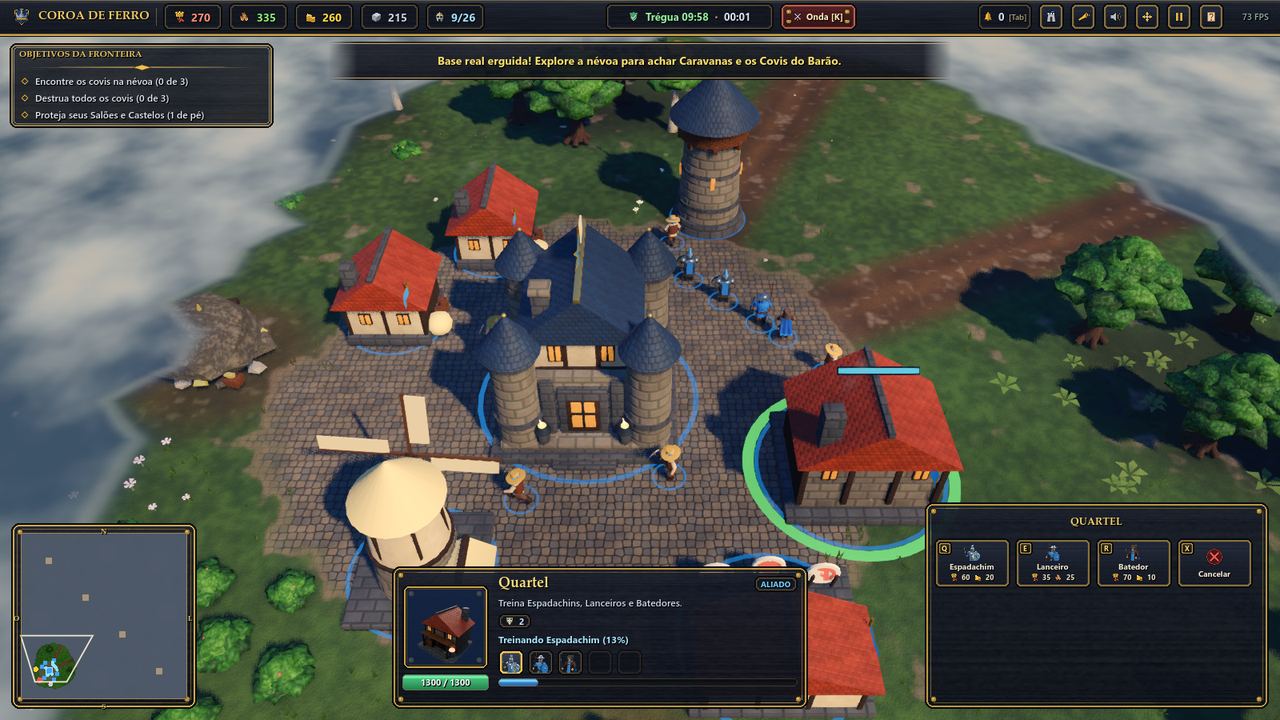 COROA DE FERRO
270
335
260
215
9/26
Trégua 09:58 · 00:01
Onda [K]
0 [Tab]
?
73 FPS
OBJETIVOS DA FRONTEIRA
Encontre os covis na névoa (0 de 3)
Destrua todos os covis (0 de 3)
Proteja seus Salões e Castelos (1 de pé)
Base real erguida! Explore a névoa para achar Caravanas e os Covis do Barão.
N
O
L
S
Quartel
ALIADO
Treina Espadachins, Lanceiros e Batedores.
2
Treinando Espadachim (13%)
1300 / 1300
QUARTEL
Q
Espadachim
60 20
E
Lanceiro
35 25
R
Batedor
70 10
X
Cancelar